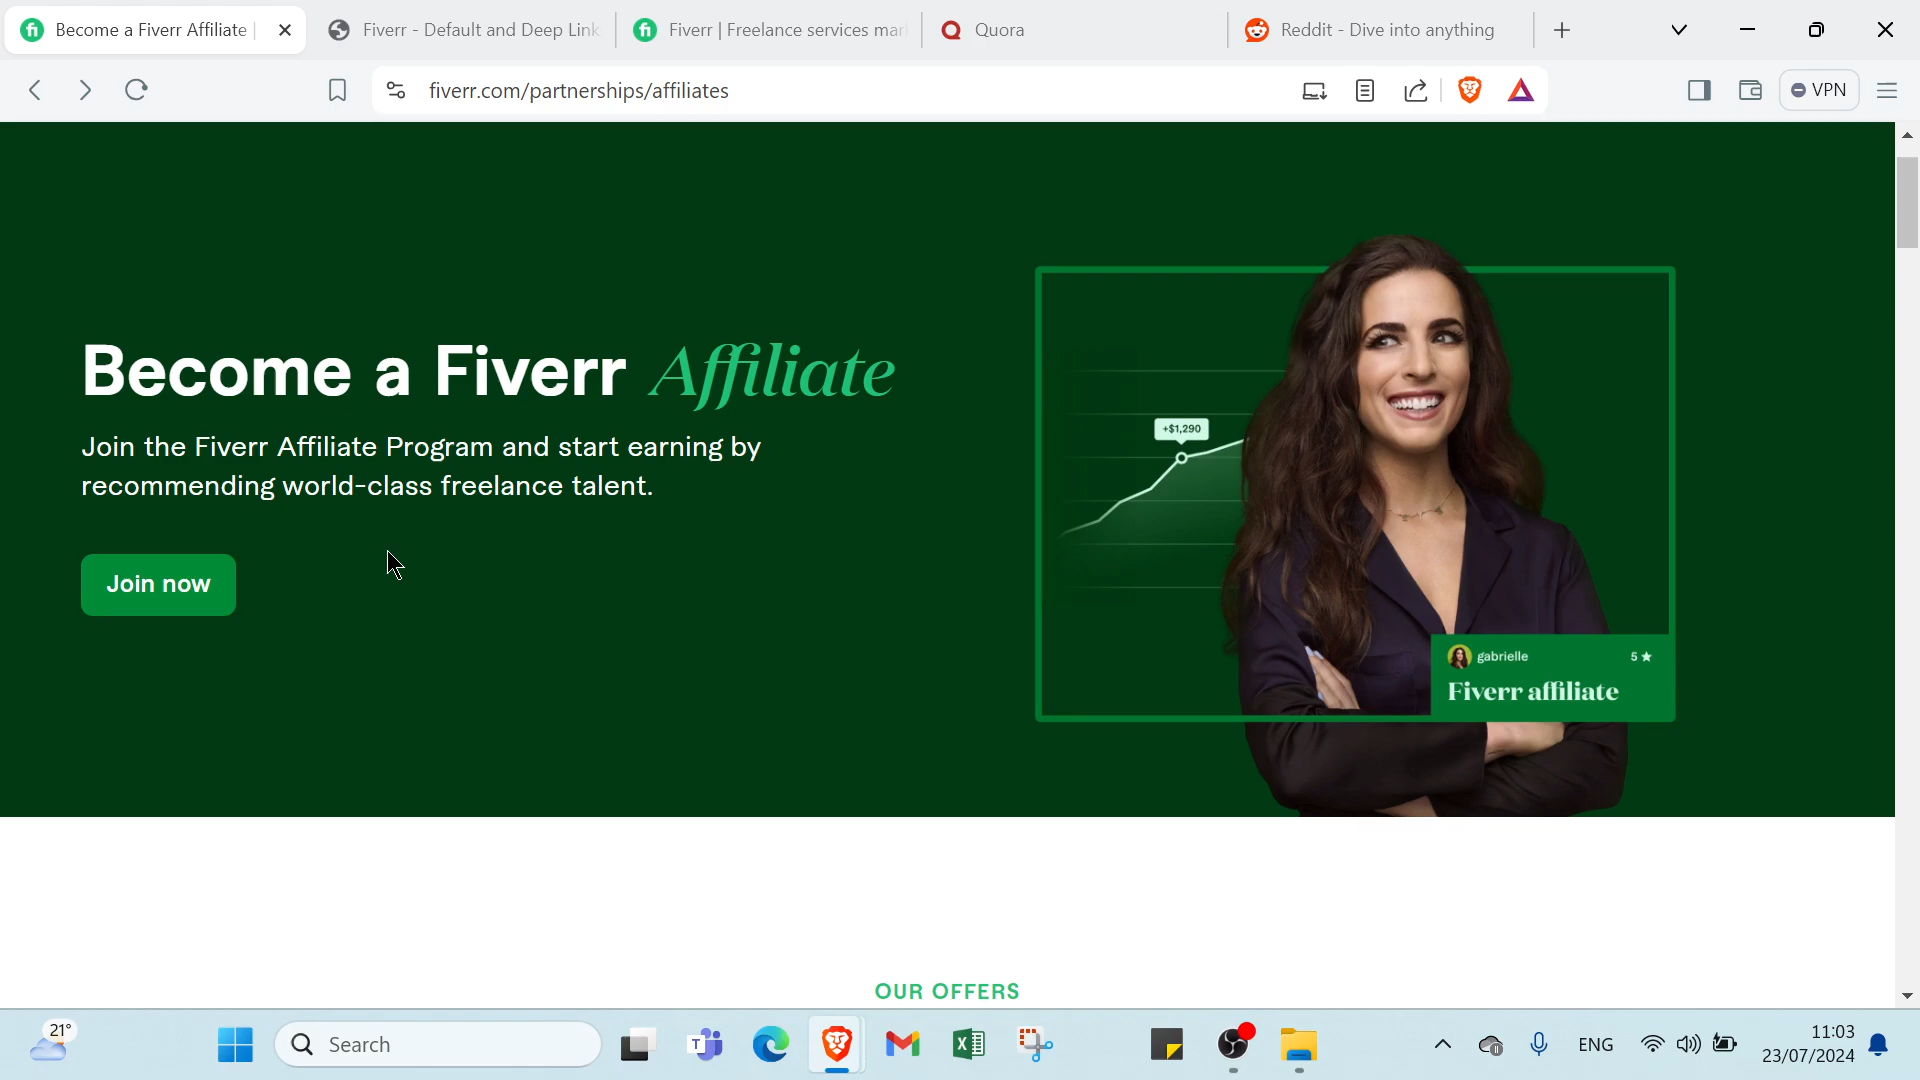 Become a Fiverr Affiliate
Fiverr - Default and Deep Link
Fiverr | Freelance services mar
Quora
Reddit - Dive into anything
fiverr.com/partnerships/affiliates
VPN
Become a Fiverr Affiliate
Join the Fiverr Affiliate Program and start earning by
recommending world-class freelance talent.
Join now
+$1,290
gabrielle
5 ★
Fiverr affiliate
OUR OFFERS
21°
Search
ENG
11:03
23/07/2024